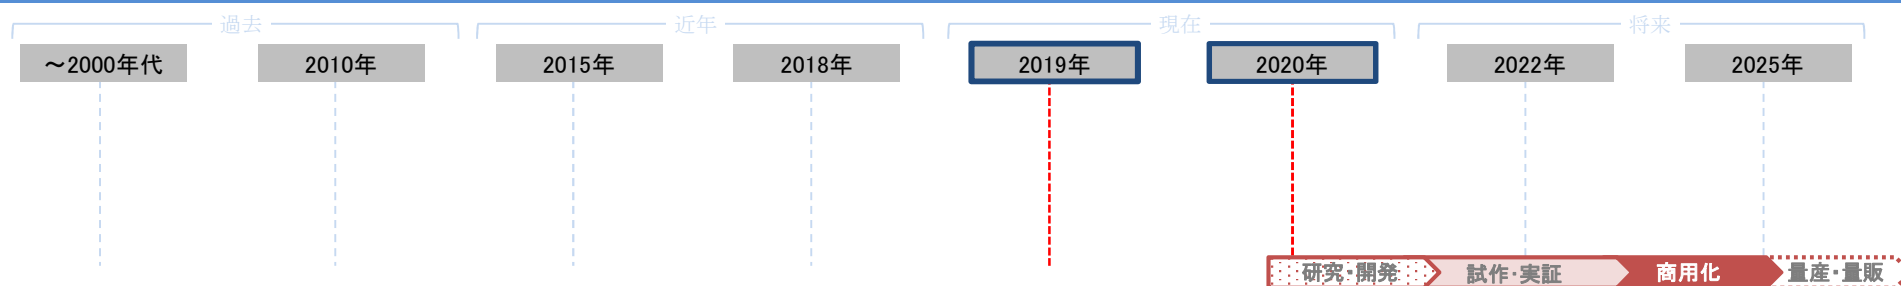 過去 近年 現在 将来
～2000年代 2010年 2015年 2018年 2019年 2020年 2022年 2025年
研究・開発 試作・実証 商用化 量産・量販